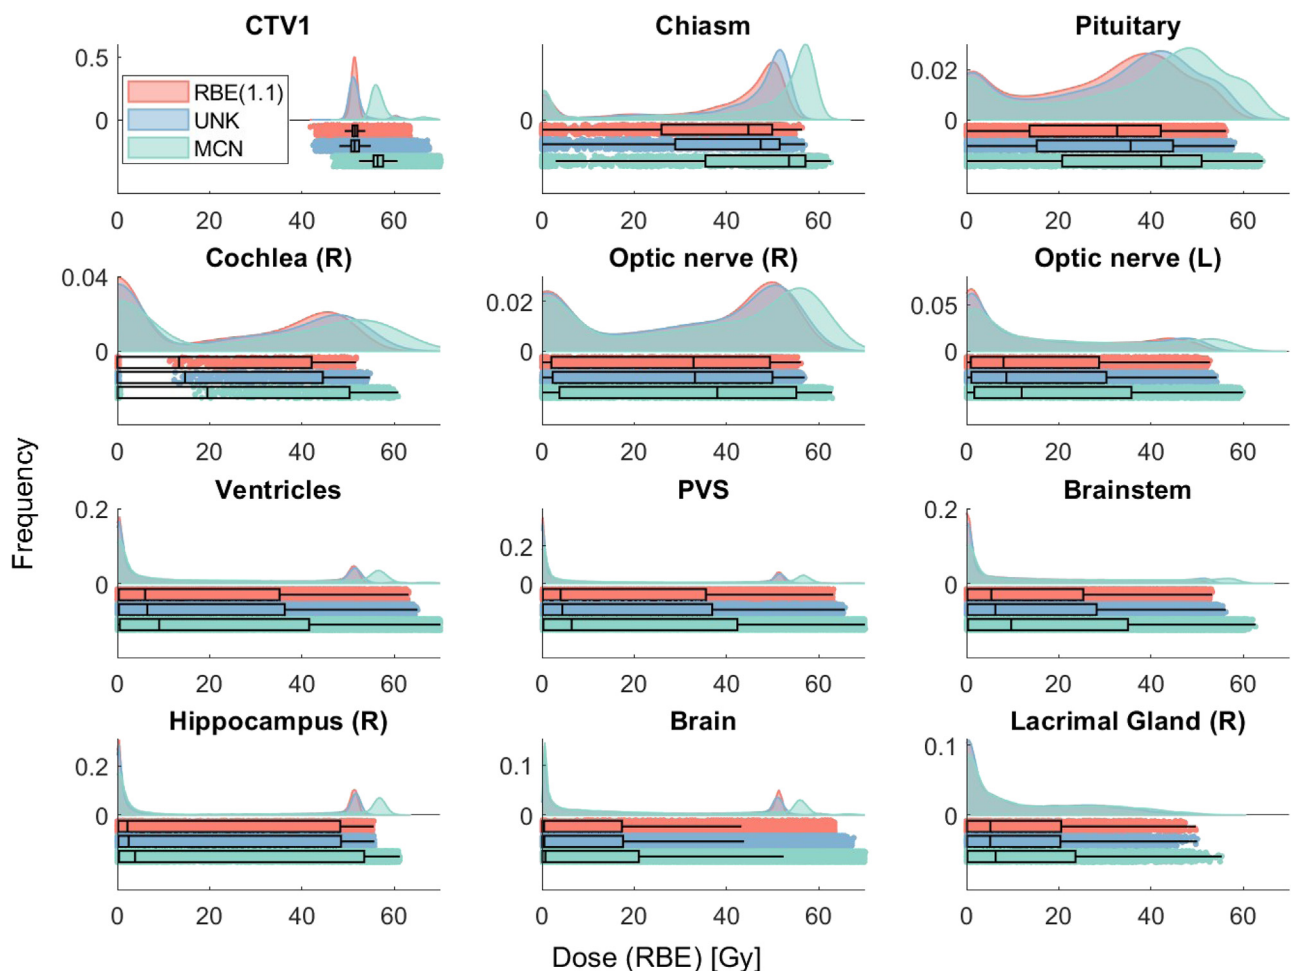 CTV1
Chiasm
Pituitary
0.5
0
RBE(1.1)
UNK
MCN
0
0.02
0
0 20 40 60
0 20 40 60
0 20 40 60
Cochlea (R)
Optic nerve (R)
Optic nerve (L)
0.04
0
0.02
0
0.05
0
0 20 40 60
0 20 40 60
0 20 40 60
Frequency
Ventricles
PVS
Brainstem
0.2
0
0.2
0
0.2
0
0 20 40 60
0 20 40 60
0 20 40 60
Hippocampus (R)
Brain
Lacrimal Gland (R)
0.2
0
0.1
0
0.1
0
0 20 40 60
0 20 40 60
0 20 40 60
Dose (RBE) [Gy]